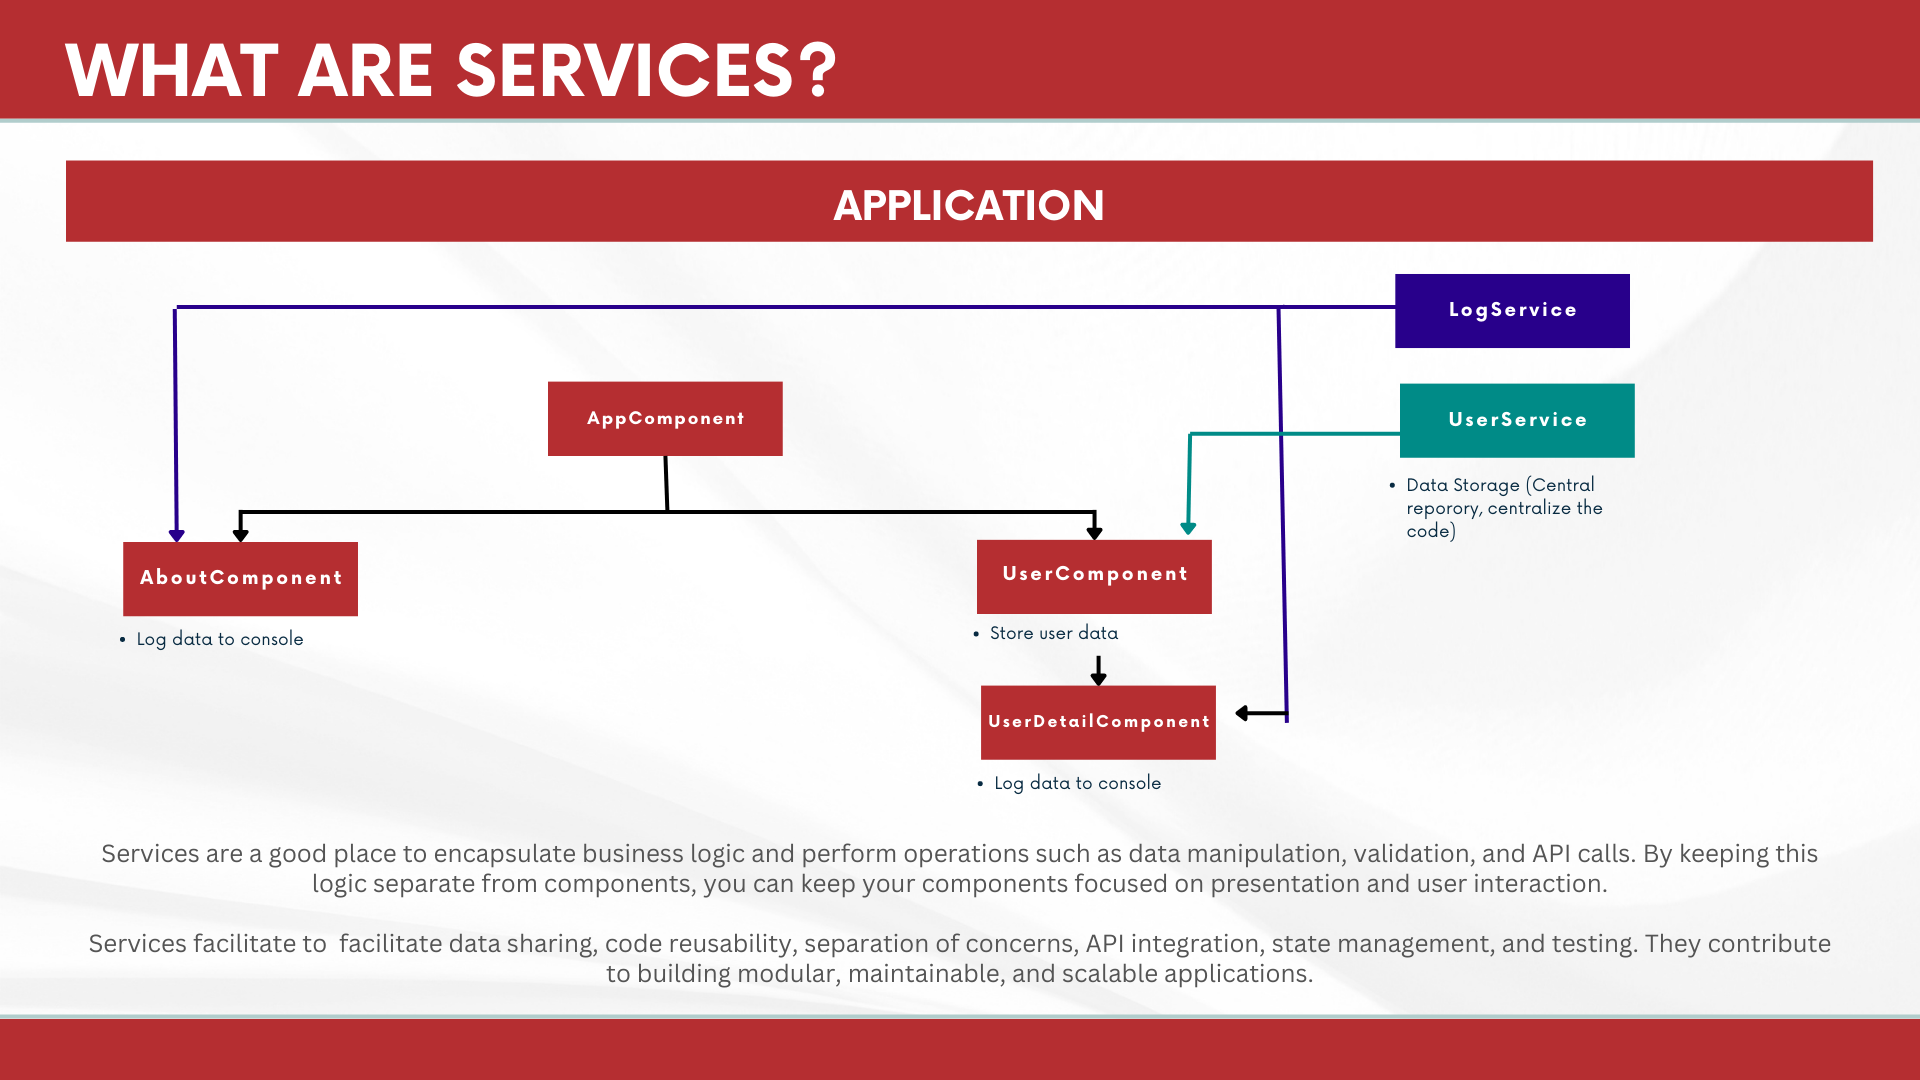 WHAT ARE SERVICES?
APPLICATION
LogService
AppComponent
UserService
• Data Storage (Central
reporory, centralize the
code)
AboutComponent
• Log data to console
UserComponent
• Store user data
UserDetailComponent
• Log data to console
Services are a good place to encapsulate business logic and perform operations such as data manipulation, validation, and API calls. By keeping this
logic separate from components, you can keep your components focused on presentation and user interaction.
Services facilitate to  facilitate data sharing, code reusability, separation of concerns, API integration, state management, and testing. They contribute
to building modular, maintainable, and scalable applications.